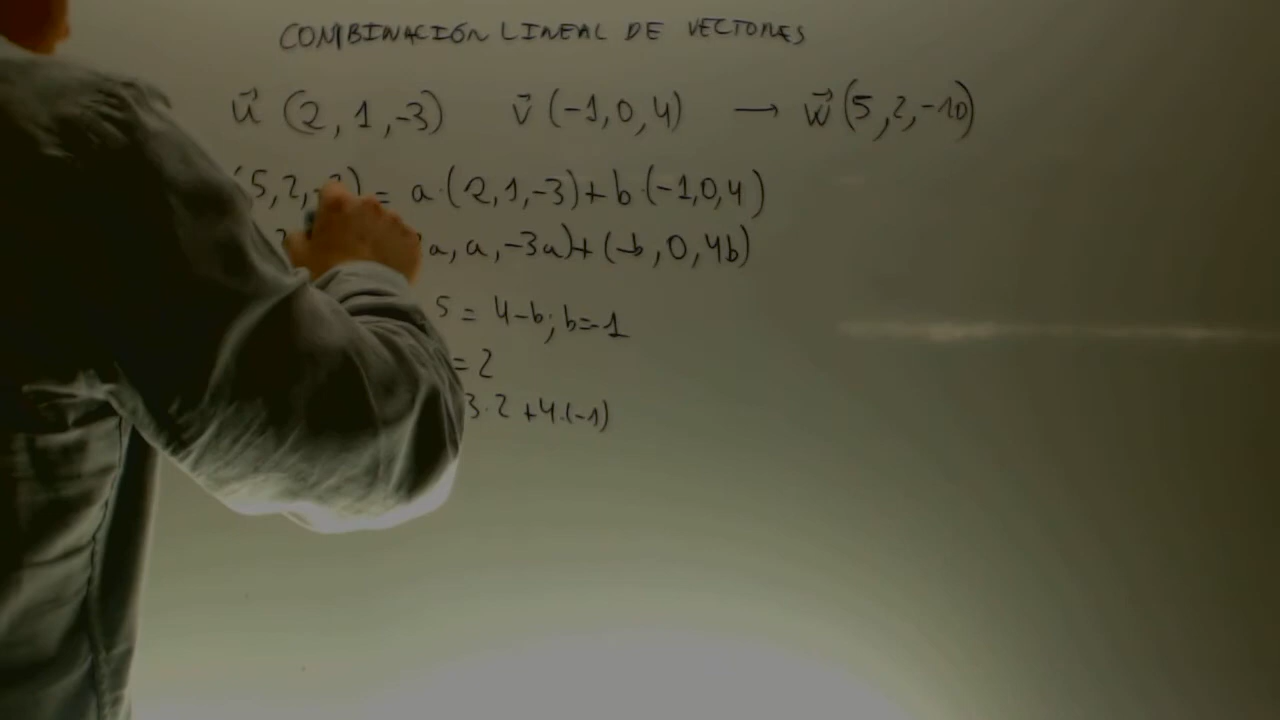 COMBINACIÓN LINEAL DE VECTORES
u⃗ (2, 1, -3) v⃗ (-1, 0, 4) → w⃗ (5, 2, -10)
(5, 2, = a·(2, 1, -3) + b·(-1, 0, 4)
a, a, -3a) + (-b, 0, 4b)
5 = 4-b; b=-1
= 2
3·2 + 4·(-1)